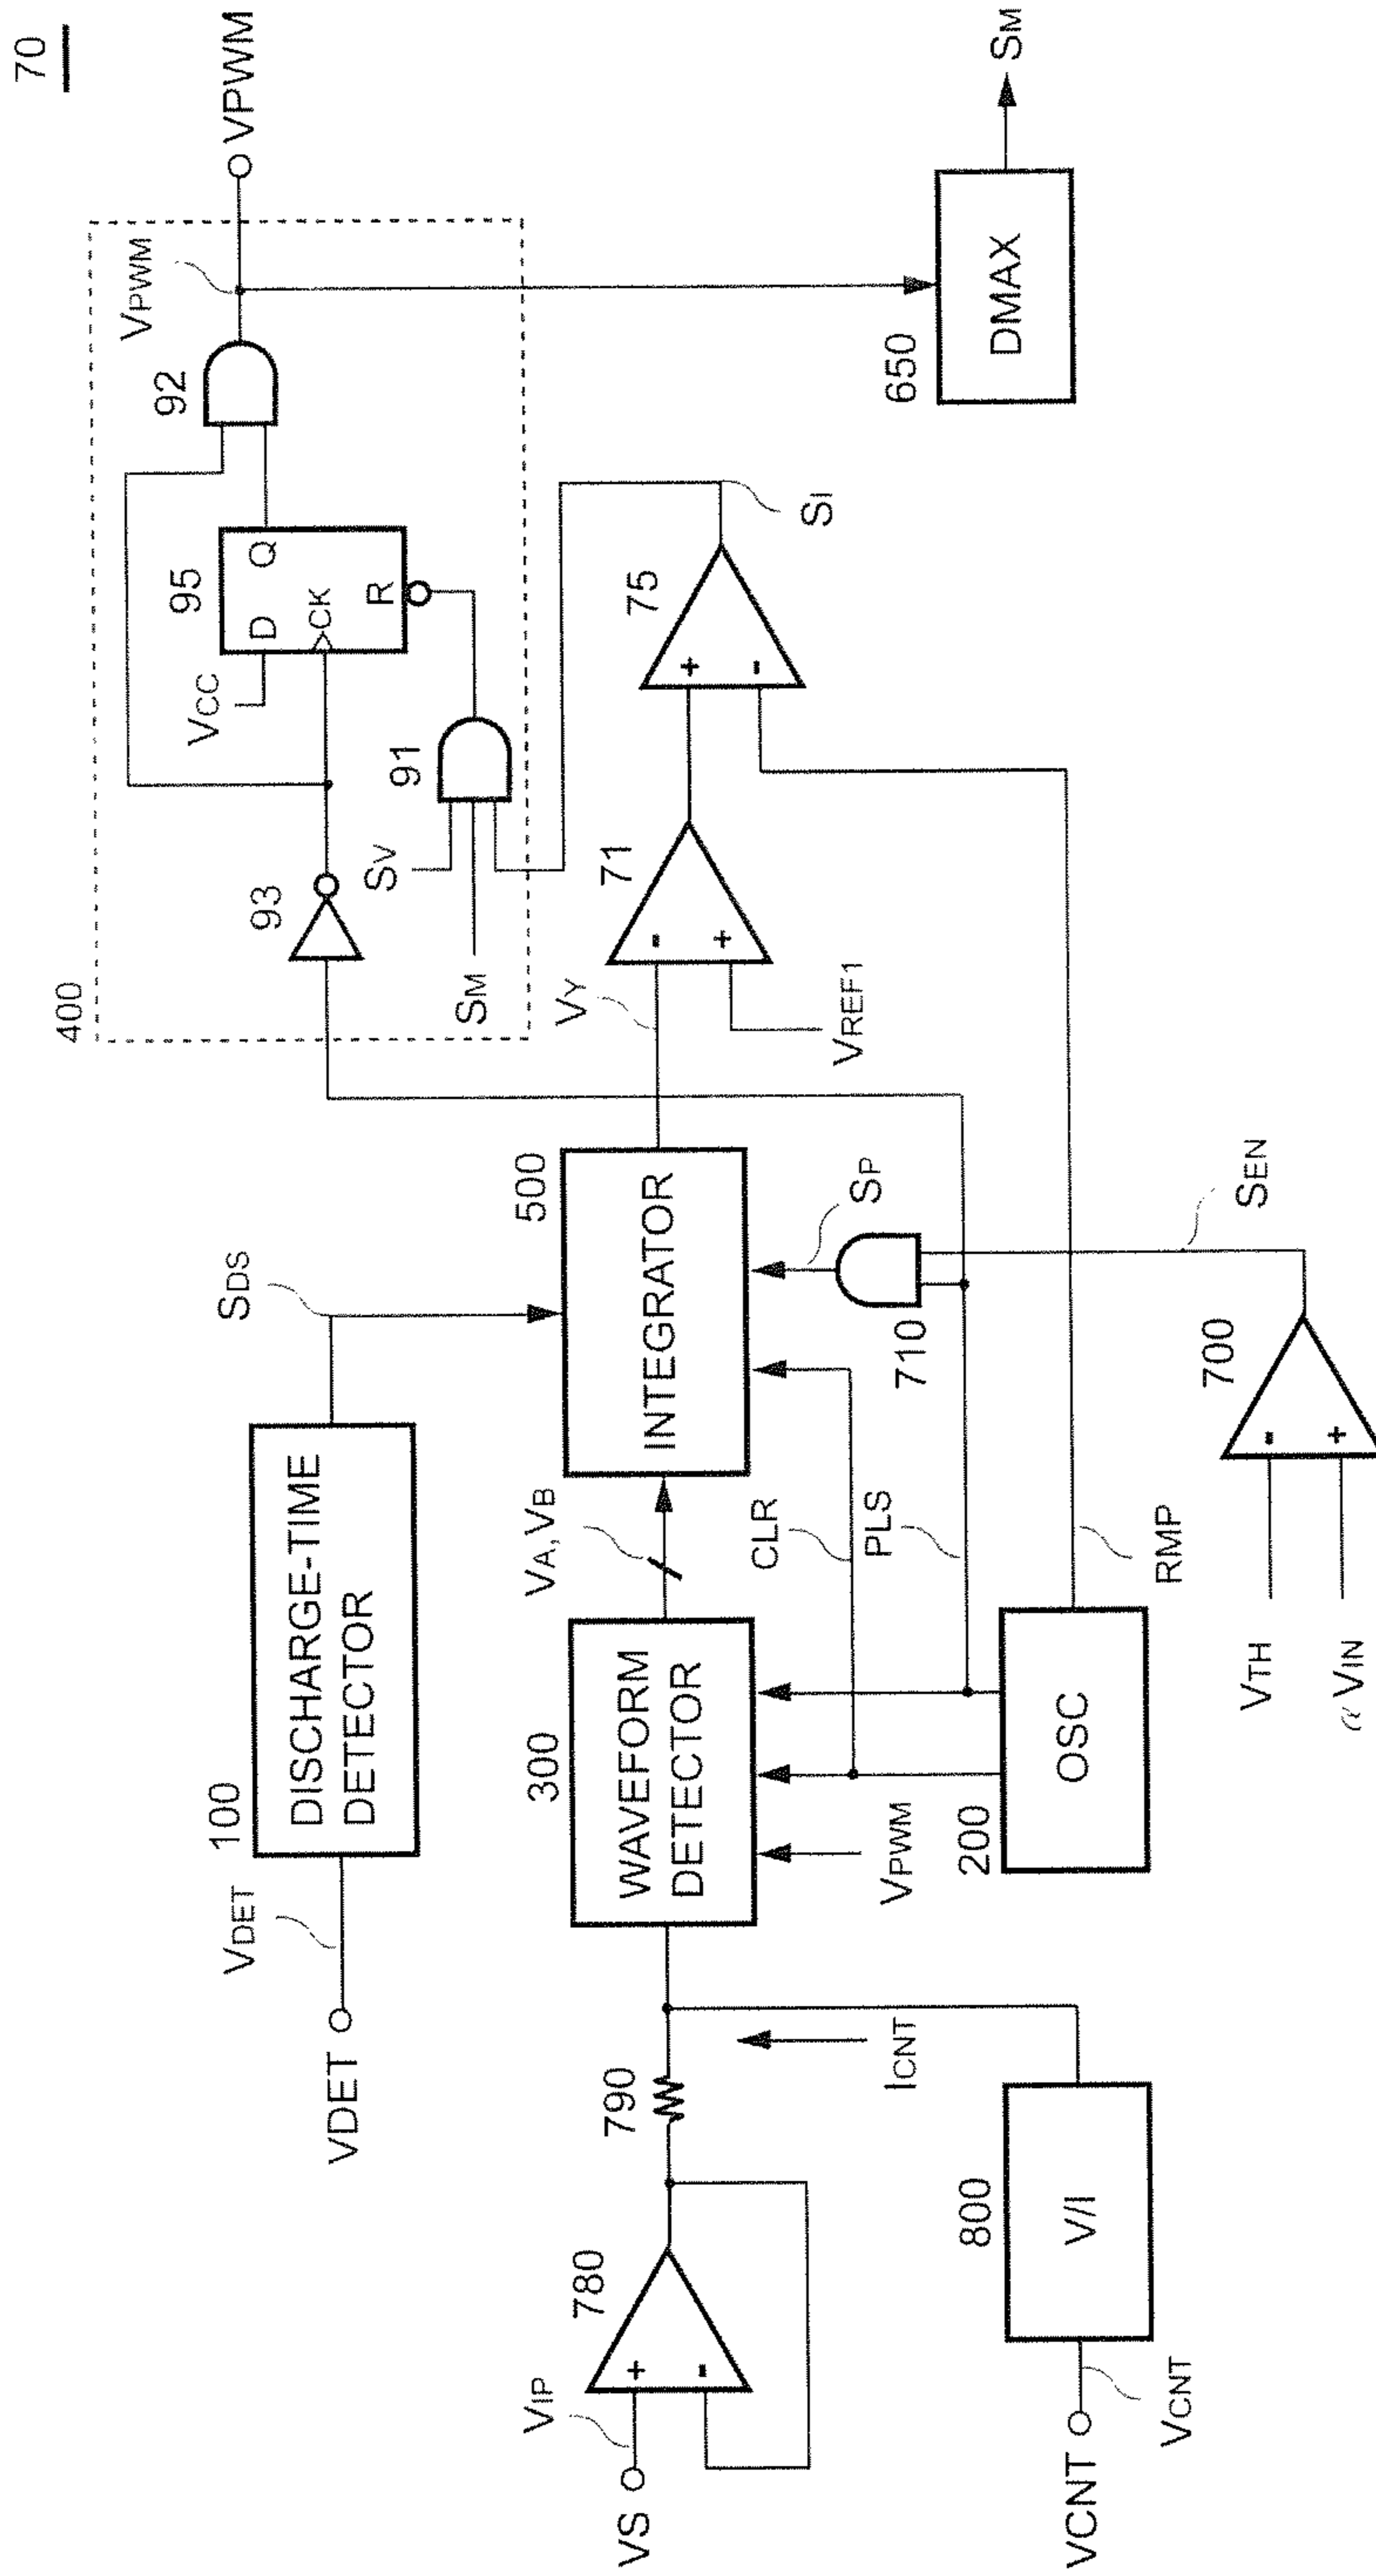 70
400
VPWM
VPWM
92
VCC
D
Q
95
CK
R
93
SV
91
SM
SI
650
DMAX
SM
VDET
VDET
100
DISCHARGE-TIME
DETECTOR
SDS
500
INTEGRATOR
VY
71
-
+
VREF1
75
+
-
VS
VIP
780
+
-
790
ICNT
300
WAVEFORM
DETECTOR
VA,VB
VPWM
CLR
PLS
710
SP
SEN
VCNT
VCNT
800
V/I
200
OSC
RMP
VTH
αVIN
700
-
+